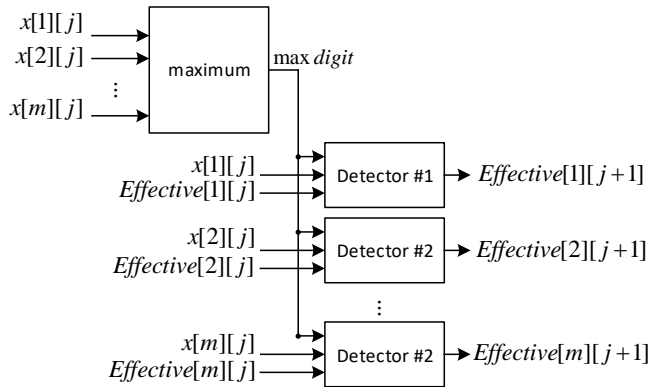 x[1][j]
x[2][j]
⋮
x[m][j]
maximum
max digit
x[1][j]
Effective[1][j]
Detector #1
Effective[1][j+1]
x[2][j]
Effective[2][j]
Detector #2
Effective[2][j+1]
⋮
x[m][j]
Effective[m][j]
Detector #2
Effective[m][j+1]